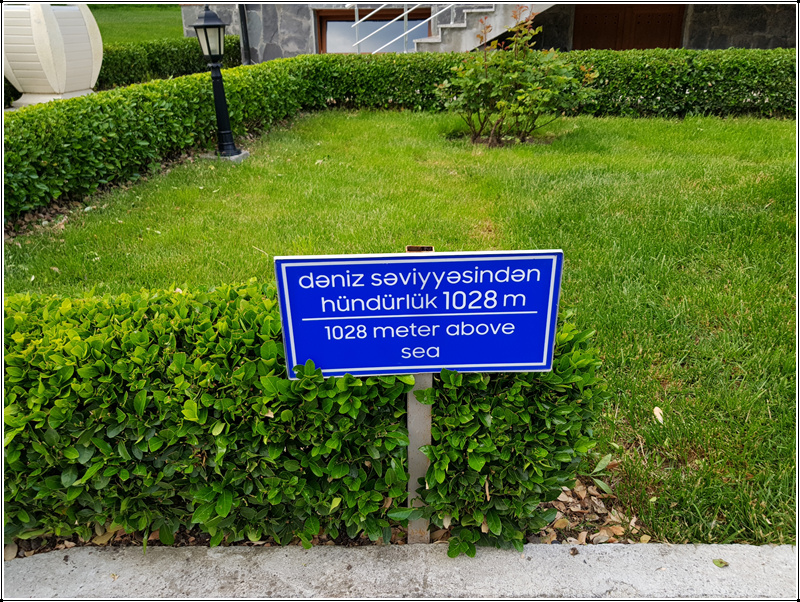 dəniz səviyyəsindən
hündürlük 1028 m
1028 meter above
sea